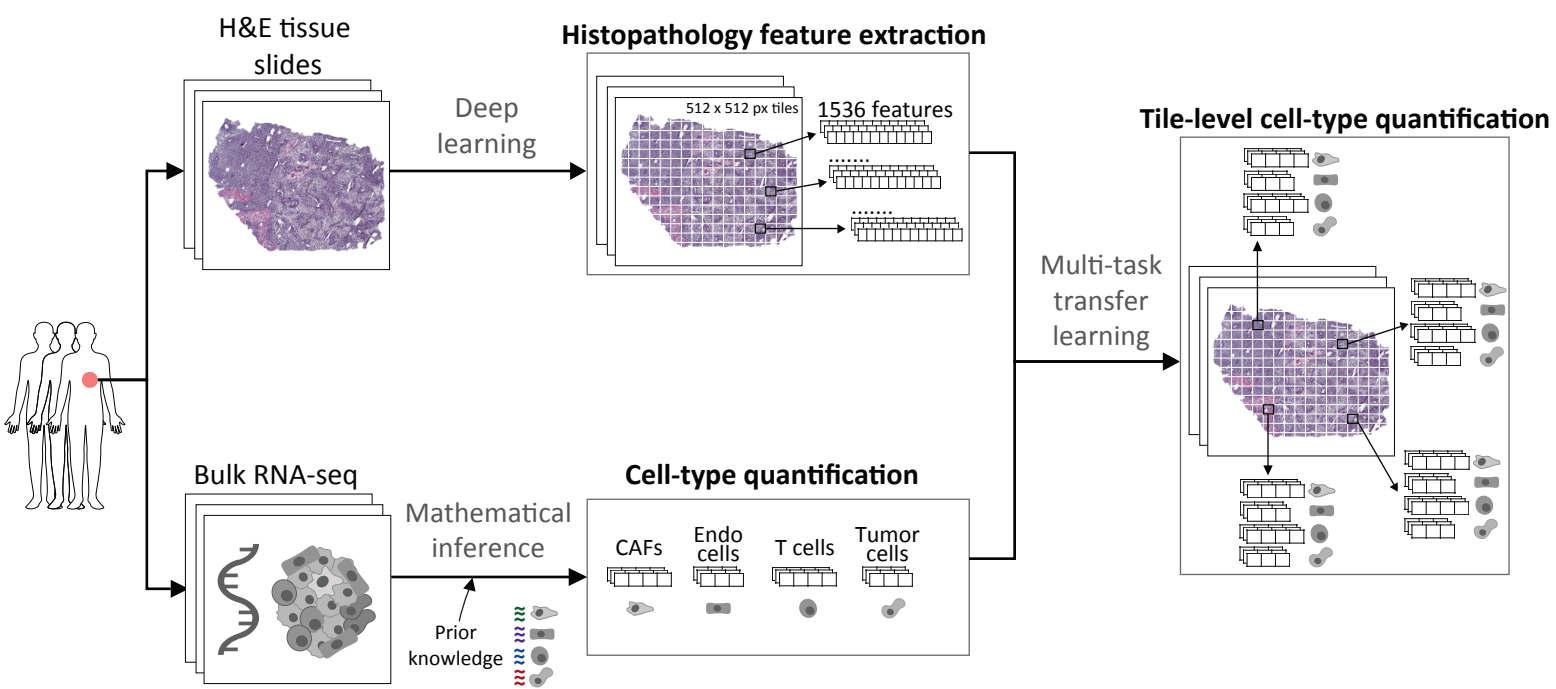 H&E tissue
slides
Deep
learning
Histopathology feature extraction
512 x 512 px tiles
1536 features
.......
.......
Multi-task
transfer
learning
Tile-level cell-type quantification
Bulk RNA-seq
Mathematical
inference
Prior
knowledge
Cell-type quantification
CAFs
Endo
cells
T cells
Tumor
cells